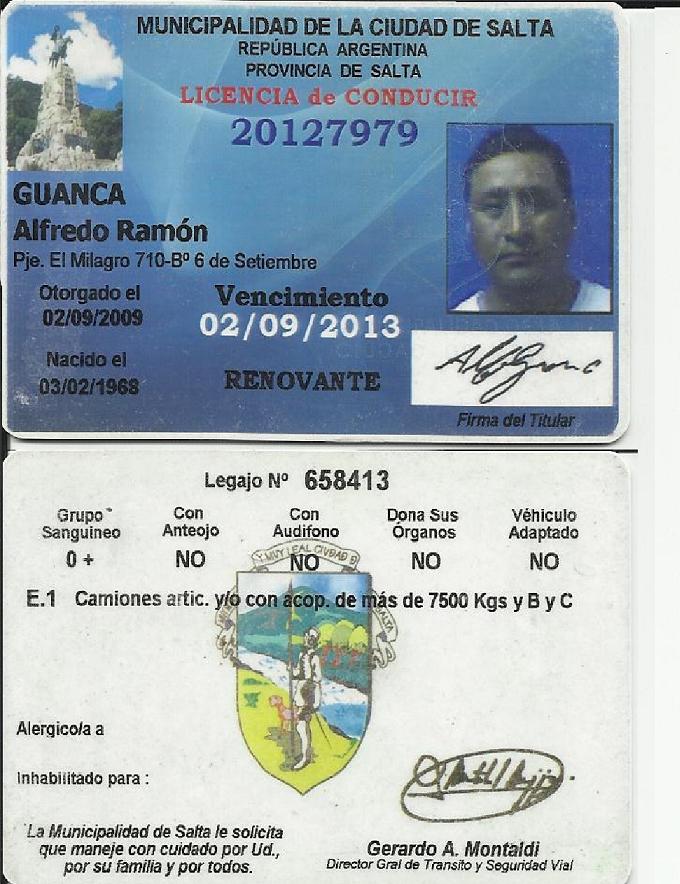 MUNICIPALIDAD DE LA CIUDAD DE SALTA
REPÚBLICA ARGENTINA
PROVINCIA DE SALTA
LICENCIA de CONDUCIR
20127979
GUANCA
Alfredo Ramón
Pje. El Milagro 710-Bº 6 de Setiembre
Otorgado el
02/09/2009
Vencimiento
02/09/2013
Nacido el
03/02/1968
RENOVANTE
Firma del Titular
Legajo Nº 658413
Grupo Sanguineo
0 +
Con Anteojo
NO
Con Audifono
NO
Dona Sus Órganos
NO
Vèhiculo Adaptado
NO
E.1 Camiones artic. y/o con acop. de más de 7500 Kgs y B y C
Y MUY LEAL CIUDAD D
SALTA
Alergico/a a
Inhabilitado para :
La Municipalidad de Salta le solicita
que maneje con cuidado por Ud.,
por su familia y por todos.
Gerardo A. Montaldi
Director Gral de Transito y Seguridad Vial